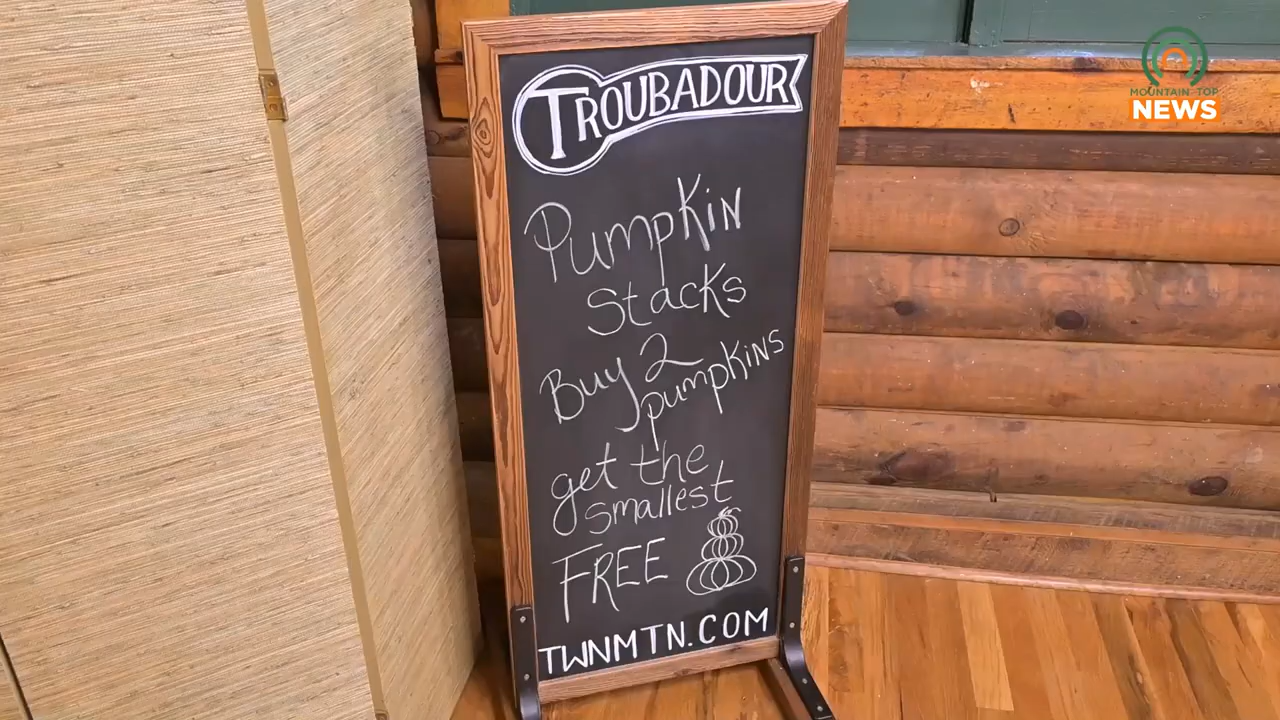 MOUNTAIN TOP
NEWS
TROUBADOUR
Pumpkin
Stacks
Buy 2
pumpkins
get the
smallest
FREE
TWNMTN.COM